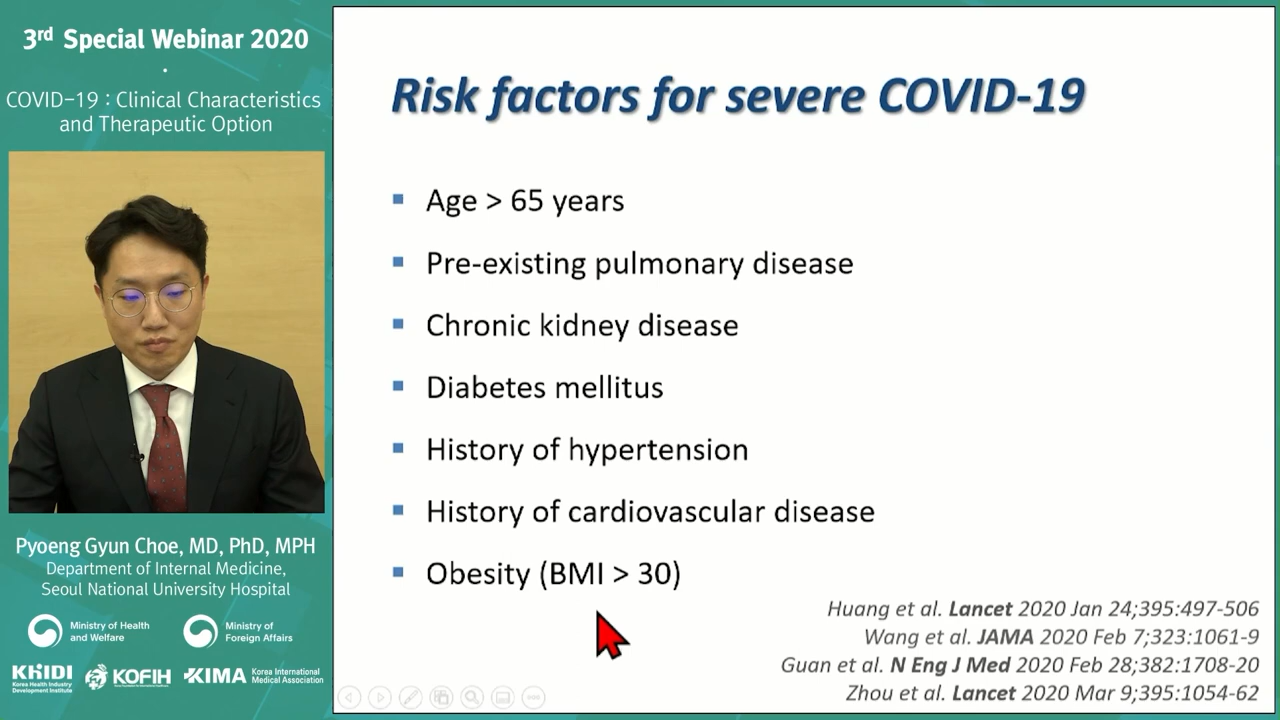 3rd Special Webinar 2020
·
COVID-19 : Clinical Characteristics
and Therapeutic Option
Pyoeng Gyun Choe, MD, PhD, MPH
Department of Internal Medicine,
Seoul National University Hospital
Ministry of Health
and Welfare
Ministry of
Foreign Affairs
KHIDI
Korea Health Industry
Development Institute
KOFIH
KIMA
Korea International
Medical Association
Risk factors for severe COVID-19
▪ Age > 65 years
▪ Pre-existing pulmonary disease
▪ Chronic kidney disease
▪ Diabetes mellitus
▪ History of hypertension
▪ History of cardiovascular disease
▪ Obesity (BMI > 30)
Huang et al. Lancet 2020 Jan 24;395:497-506
Wang et al. JAMA 2020 Feb 7;323:1061-9
Guan et al. N Eng J Med 2020 Feb 28;382:1708-20
Zhou et al. Lancet 2020 Mar 9;395:1054-62